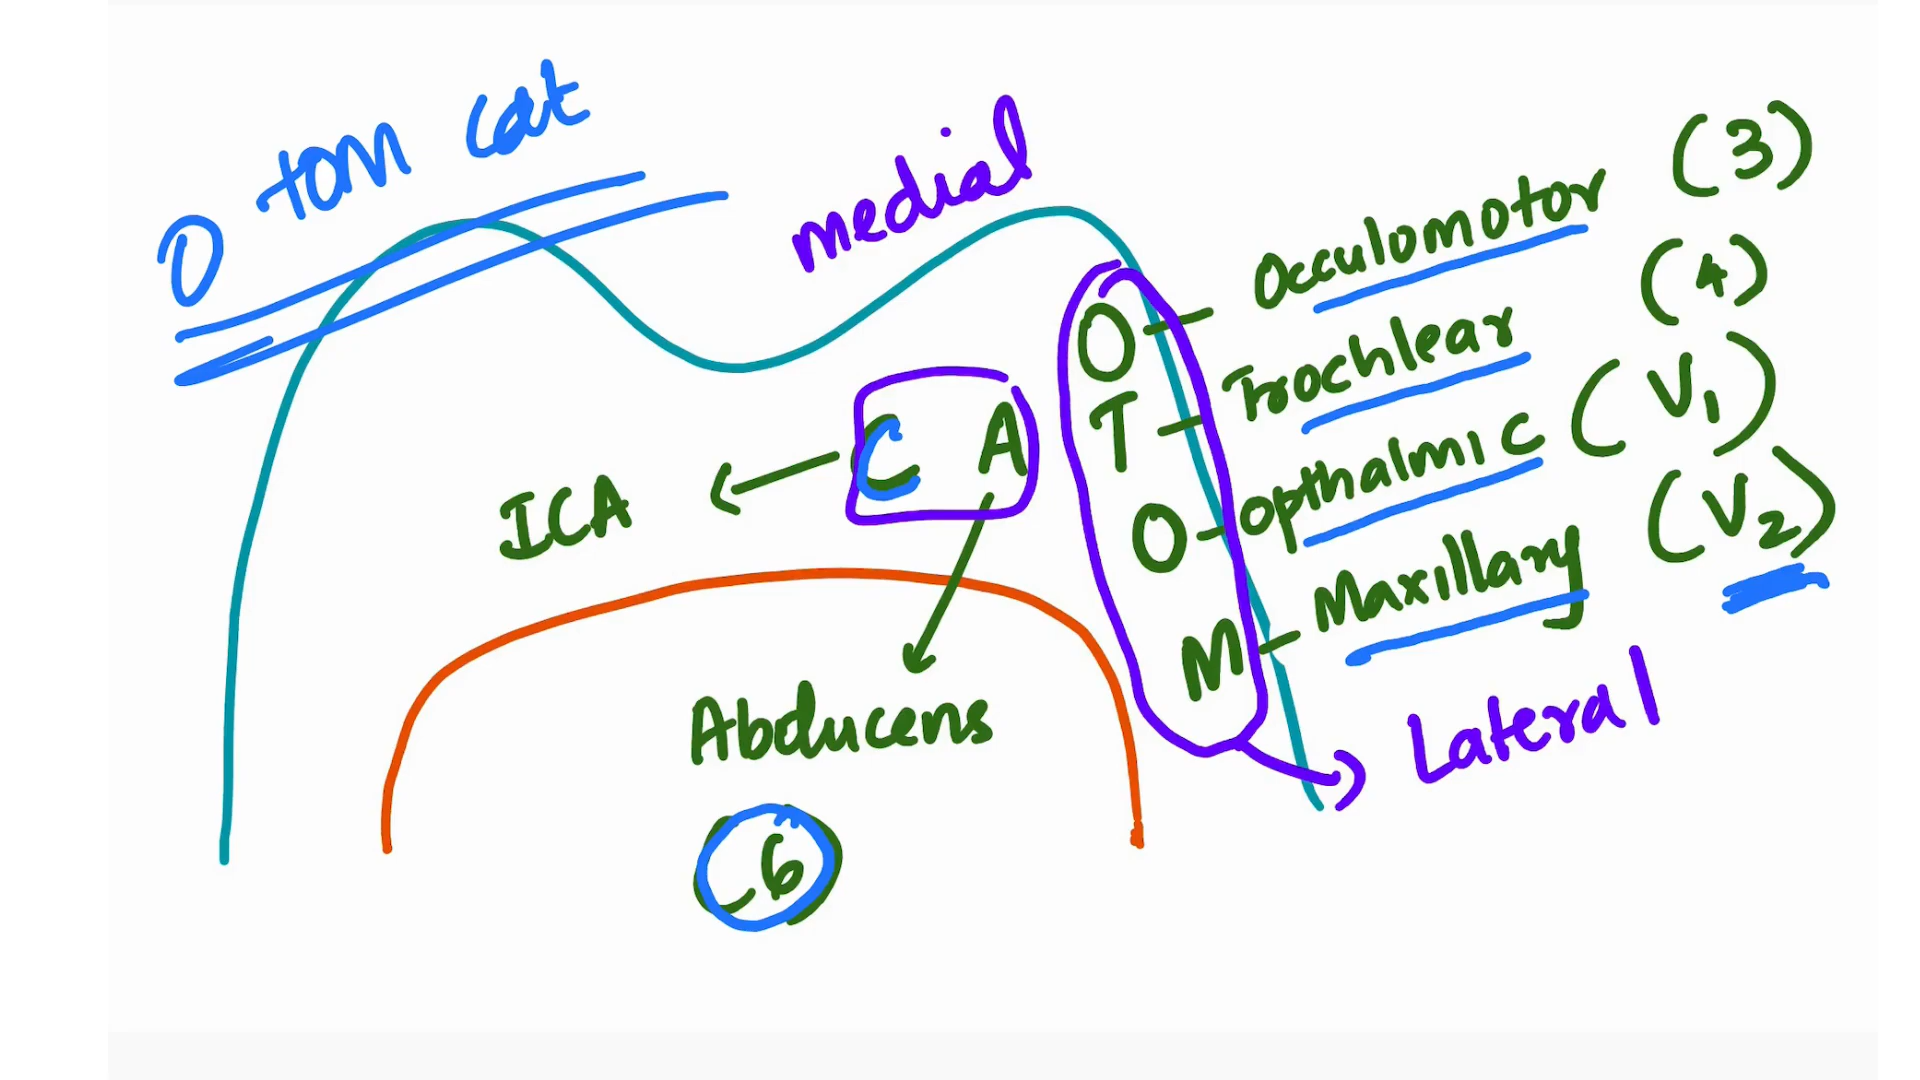 O tom cat
medial
O - Occulomotor (3)
T - Trochlear (4)
O - opthalmic (V1)
M - Maxillary (V2)
C A
ICA
Abducens
6
Lateral